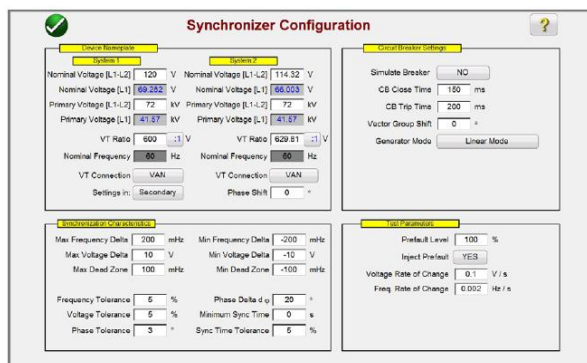 Synchronizer Configuration
?
Device Nameplate
System 1
System 2
Nominal Voltage [L1-L2] 120 V Nominal Voltage [L1-L2] 114.32 V
Nominal Voltage [L1] 69.282 V Nominal Voltage [L1] 66.003 V
Primary Voltage [L1-L2] 72 kV Primary Voltage [L1-L2] 72 kV
Primary Voltage [L1] 41.57 kV Primary Voltage [L1] 41.57 kV
VT Ratio 600 :1 V VT Ratio 629.81 :1 V
Nominal Frequency 60 Hz Nominal Frequency 60 Hz
VT Connection VAN VT Connection VAN
Settings in: Secondary Phase Shift 0 °
Circuit Breaker Settings
Simulate Breaker NO
CB Close Time 150 ms
CB Trip Time 200 ms
Vector Group Shift 0 °
Generator Mode Linear Mode
Synchronization Characteristics
Max Frequency Delta 200 mHz Min Frequency Delta -200 mHz
Max Voltage Delta 10 V Min Voltage Delta -10 V
Max Dead Zone 100 mHz Min Dead Zone -100 mHz
Frequency Tolerance 5 % Phase Delta d φ 20 °
Voltage Tolerance 5 % Minimum Sync Time 0 s
Phase Tolerance 3 ° Sync Time Tolerance 5 %
Test Parameters
Prefault Level 100 %
Inject Prefault YES
Voltage Rate of Change 0.1 V / s
Freq. Rate of Change 0.002 Hz / s